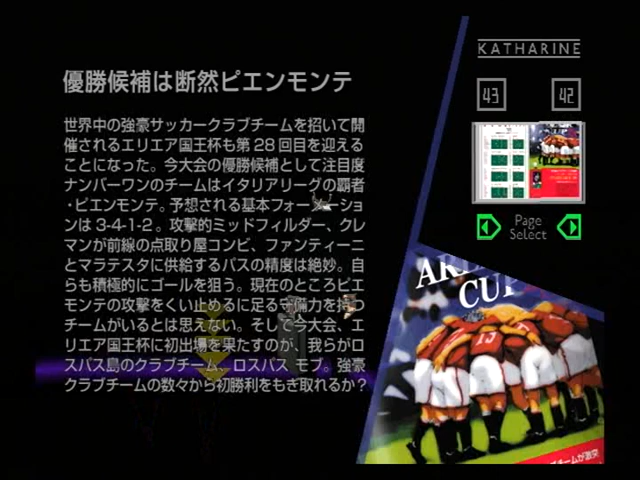 KATHARINE
43
42
優勝候補は断然ピエンモンテ
世界中の強豪サッカークラブチームを招いて開
催されるエリエア国王杯も第28回目を迎える
ことになった。今大会の優勝候補として注目度
ナンバーワンのチームはイタリアリーグの覇者
・ピエンモンテ。予想される基本フォーメーショ
ンは3-4-1-2。攻撃的ミッドフィルダー、クレ
マンが前線の点取り屋コンビ、ファンティーニ
とマラテスタに供給するパスの精度は絶妙。自
らも積極的にゴールを狙う。現在のところピエ
モンテの攻撃をくい止めるに足る守備力を持つ
チームがいるとは思えない。そして今大会、エ
リエア国王杯に初出場を果たすのが、我らがロ
スパス島のクラブチーム、ロスパス モブ。強豪
クラブチームの数々から初勝利をもぎ取れるか?
Page
Select
CUP
チームが激突